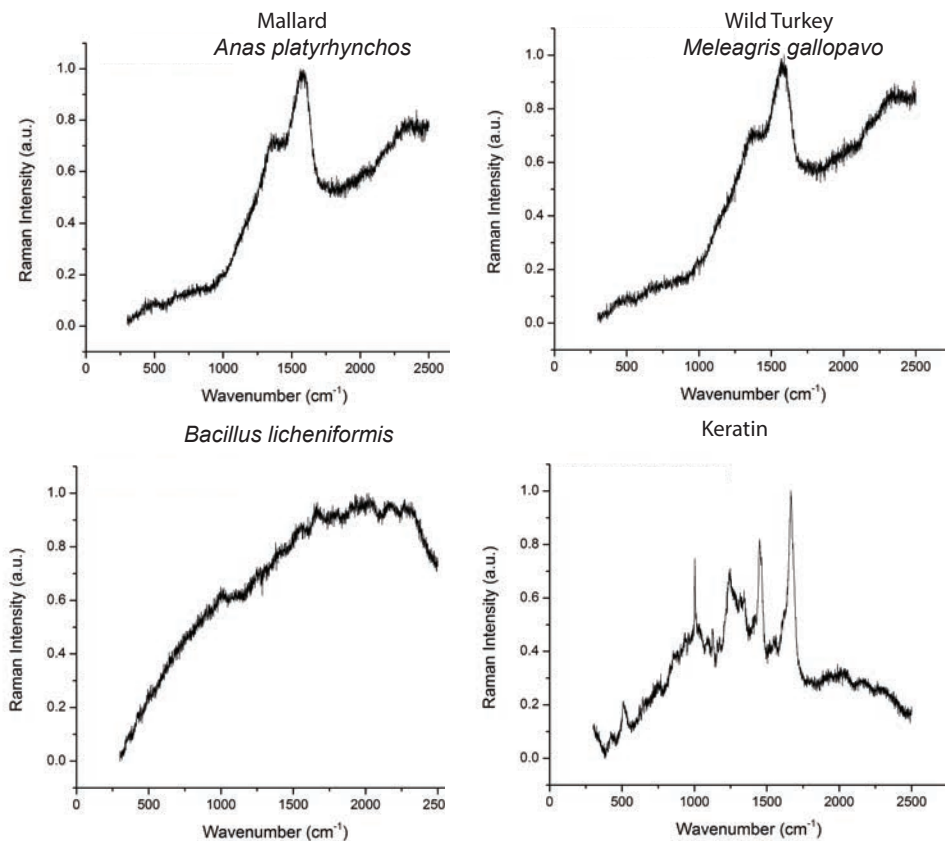 Mallard
Anas platyrhynchos
1.0
0.8
0.6
0.4
0.2
0.0
Raman Intensity (a.u.)
0 500 1000 1500 2000 2500
Wavenumber (cm⁻¹)
Wild Turkey
Meleagris gallopavo
1.0
0.8
0.6
0.4
0.2
0.0
Raman Intensity (a.u.)
0 500 1000 1500 2000 2500
Wavenumber (cm⁻¹)
Bacillus licheniformis
1.0
0.8
0.6
0.4
0.2
0.0
Raman Intensity (a.u.)
0 500 1000 1500 2000 250
Wavenumber (cm⁻¹)
Keratin
1.0
0.8
0.6
0.4
0.2
0.0
Raman Intensity (a.u.)
0 500 1000 1500 2000 2500
Wavenumber (cm⁻¹)